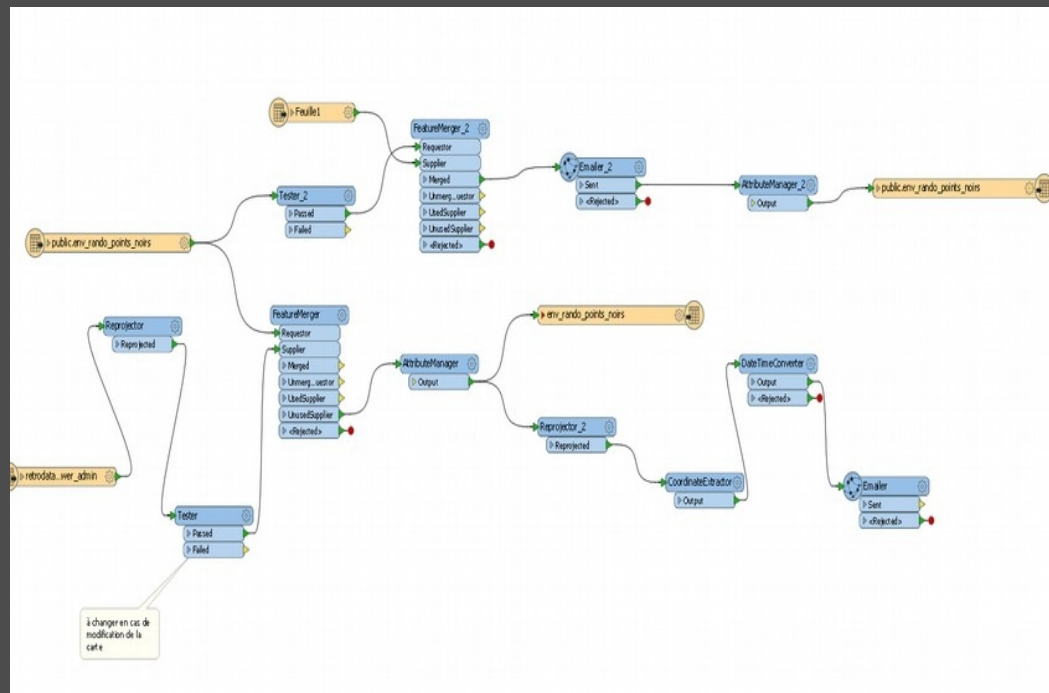 Feuille1
FeatureMerger_2
Requestor
Supplier
Merged
Unmerg...uestor
UsedSupplier
UnusedSupplier
<Rejected>
Emailer_2
Sent
<Rejected>
AttributeManager_2
Output
public.env_rando_points_noirs
Tester_2
Passed
Failed
public.env_rando_points_noirs
Reprojector
Reprojected
FeatureMerger
Requestor
Supplier
Merged
Unmerg...uestor
UsedSupplier
UnusedSupplier
<Rejected>
AttributeManager
Output
env_rando_points_noirs
Reprojector_2
Reprojected
DateTimeConverter
Output
<Rejected>
CoordinateExtractor
Output
Emailer
Sent
<Rejected>
retrodata...wer_admin
Tester
Passed
Failed
à changer en cas de
modification de la
carte